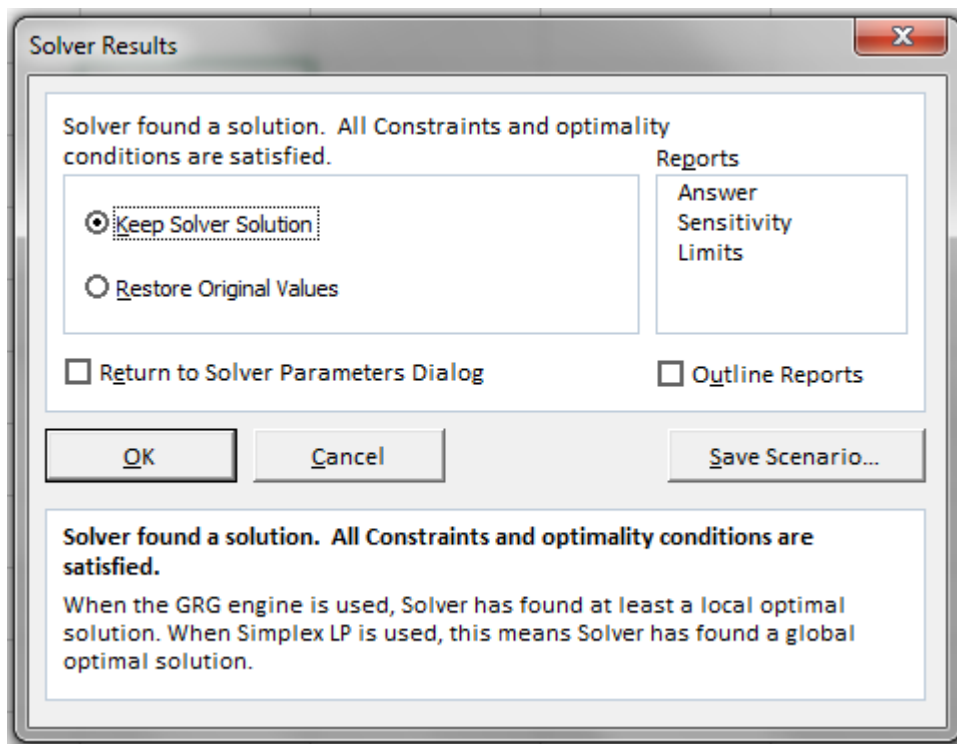 Solver Results
Solver found a solution.  All Constraints and optimality
conditions are satisfied.
Reports
Keep Solver Solution
Restore Original Values
Answer
Sensitivity
Limits
Return to Solver Parameters Dialog
Outline Reports
OK
Cancel
Save Scenario...
Solver found a solution.  All Constraints and optimality conditions are
satisfied.
When the GRG engine is used, Solver has found at least a local optimal
solution. When Simplex LP is used, this means Solver has found a global
optimal solution.